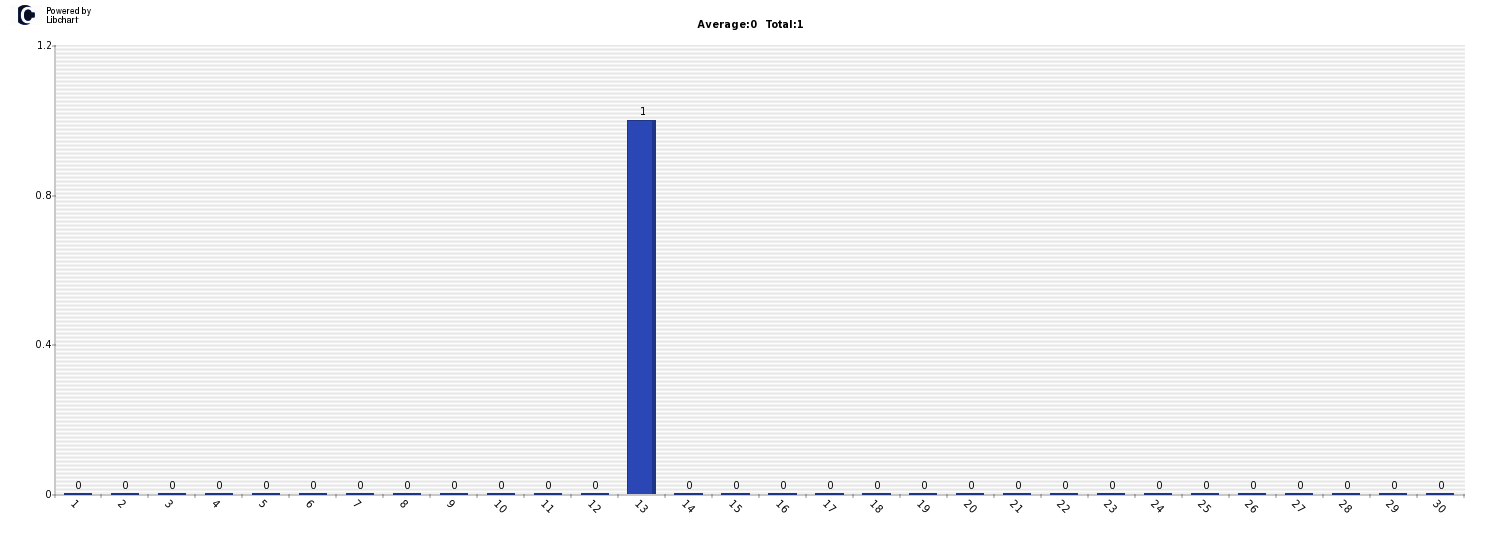 Powered by
Libchart
Average:0 Total:1
1.2
0.8
0.4
0
0 0 0 0 0 0 0 0 0 0 0 0 1 0 0 0 0 0 0 0 0 0 0 0 0 0 0 0 0 0
1 2 3 4 5 6 7 8 9 10 11 12 13 14 15 16 17 18 19 20 21 22 23 24 25 26 27 28 29 30